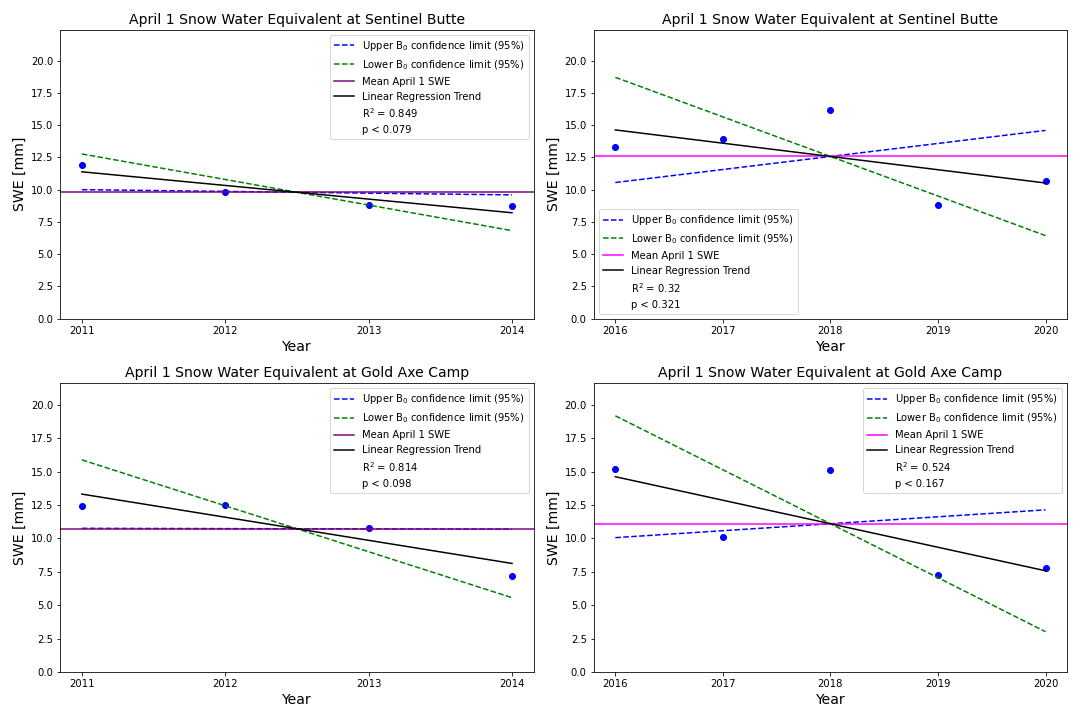 April 1 Snow Water Equivalent at Sentinel Butte
SWE [mm]
20.0
17.5
15.0
12.5
10.0
7.5
5.0
2.5
0.0
Upper B₀ confidence limit (95%)
Lower B₀ confidence limit (95%)
Mean April 1 SWE
Linear Regression Trend
R² = 0.849
p < 0.079
2011 2012 2013 2014
Year
April 1 Snow Water Equivalent at Sentinel Butte
SWE [mm]
20.0
17.5
15.0
12.5
10.0
7.5
5.0
2.5
0.0
Upper B₀ confidence limit (95%)
Lower B₀ confidence limit (95%)
Mean April 1 SWE
Linear Regression Trend
R² = 0.32
p < 0.321
2016 2017 2018 2019 2020
Year
April 1 Snow Water Equivalent at Gold Axe Camp
SWE [mm]
20.0
17.5
15.0
12.5
10.0
7.5
5.0
2.5
0.0
Upper B₀ confidence limit (95%)
Lower B₀ confidence limit (95%)
Mean April 1 SWE
Linear Regression Trend
R² = 0.814
p < 0.098
2011 2012 2013 2014
Year
April 1 Snow Water Equivalent at Gold Axe Camp
SWE [mm]
20.0
17.5
15.0
12.5
10.0
7.5
5.0
2.5
0.0
Upper B₀ confidence limit (95%)
Lower B₀ confidence limit (95%)
Mean April 1 SWE
Linear Regression Trend
R² = 0.524
p < 0.167
2016 2017 2018 2019 2020
Year